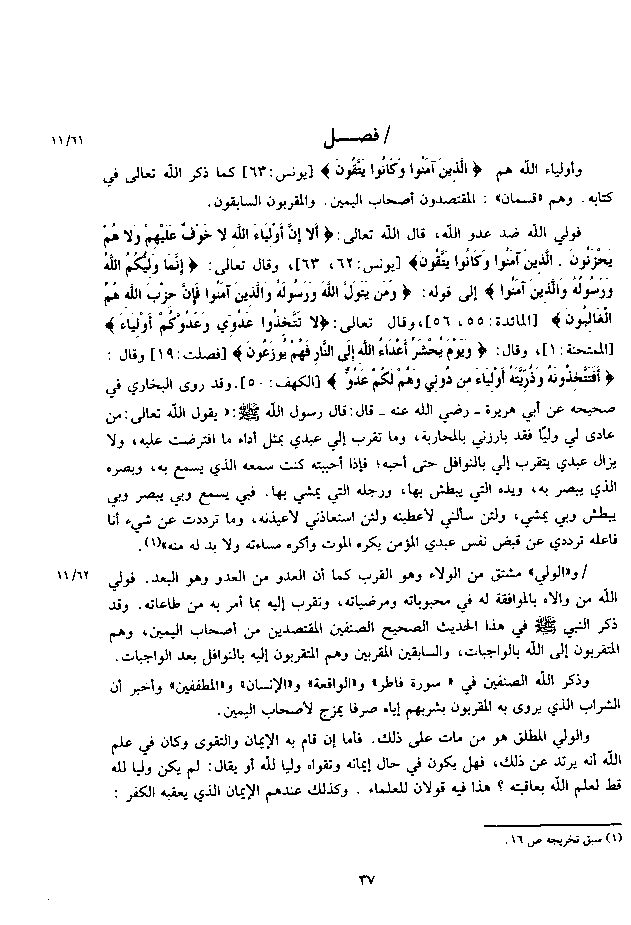 / فصـــل ١١/٦١
وأولياء الله هم ﴿ الَّذِينَ آمَنُوا وَكَانُوا يَتَّقُونَ ﴾ [يونس:٦٣] كما ذكر الله تعالى في
كتابه . وهم «قسمان» : المقتصدون أصحاب اليمين . والمقربون السابقون.
فولي الله ضد عدو الله، قال الله تعالى:﴿ أَلا إِنَّ أَوْلِيَاءَ اللَّهِ لا خَوْفٌ عَلَيْهِمْ وَلا هُمْ
يَحْزَنُونَ . الَّذِينَ آمَنُوا وَكَانُوا يَتَّقُونَ﴾ [يونس:٦٢، ٦٣]، وقال تعالى: ﴿ إِنَّمَا وَلِيُّكُمُ اللَّهُ
وَرَسُولُهُ وَالَّذِينَ آمَنُوا ﴾ إلى قوله: ﴿ وَمَن يَتَوَلَّ اللَّهَ وَرَسُولَهُ وَالَّذِينَ آمَنُوا فَإِنَّ حِزْبَ اللَّهِ هُمُ
الْغَالِبُونَ ﴾ [المائدة:٥٥، ٥٦]،وقال تعالى:﴿لا تَتَّخِذُوا عَدُوِّي وَعَدُوَّكُمْ أَوْلِيَاءَ ﴾
[الممتحنة:١]، وقال: ﴿ وَيَوْمَ يُحْشَرُ أَعْدَاءُ اللَّهِ إِلَى النَّارِ فَهُمْ يُوزَعُونَ ﴾ [فصلت:١٩] وقال :
﴿ أَفَتَتَّخِذُونَهُ وَذُرِّيَّتَهُ أَوْلِيَاءَ مِن دُونِي وَهُمْ لَكُمْ عَدُوٌّ ﴾ [الكهف:٥٠].وقد روى البخاري في
صحيحه عن أبي هريرة ـ رضي الله عنه ـ قال:قال رسول الله ﷺ:« يقول الله تعالى:من
عادى لي وليًا فقد بارزني بالمحاربة، وما تقرب إلي عبدي بمثل أداء ما افترضت عليه، ولا
يزال عبدي يتقرب إلي بالنوافل حتى أحبه؛ فإذا أحببته كنت سمعه الذي يسمع به، وبصره
الذي يبصر به، ويده التي يبطش بها، ورجله التي يمشي بها. فبي يسمع وبي يبصر وبي
يبطش وبي يمشي، ولئن سألني لأعطينه ولئن استعاذني لأعيذنه، وما ترددت عن شيء أنا
فاعله ترددي عن قبض نفس عبدي المؤمن يكره الموت وأكره مساءته ولا بد له منه»(١).
/ و«الولي» مشتق من الولاء وهو القرب كما أن العدو من العدو وهو البعد. فولي ١١/٦٢
الله من والاه بالموافقة له في محبوباته ومرضياته، وتقرب إليه بما أمر به من طاعاته. وقد
ذكر النبي ﷺ في هذا الحديث الصحيح الصنفين المقتصدين من أصحاب اليمين، وهم
المتقربون إلى الله بالواجبات، والسابقين المقربين وهم المتقربون إليه بالنوافل بعد الواجبات.
وذكر الله الصنفين في « سورة فاطر» و«الواقعة» و«الإنسان» و«المطففين» وأخبر أن
الشراب الذي يروى به المقربون بشربهم إياه صرفا يمزج لأصحاب اليمين.
والولي المطلق هو من مات على ذلك. فأما إن قام به الإيمان والتقوى وكان في علم
الله أنه يرتد عن ذلك، فهل يكون في حال إيمانه وتقواه وليا لله أو يقال: لم يكن وليا لله
قط لعلم الله بعاقبته ؟ هذا فيه قولان للعلماء . وكذلك عندهم الإيمان الذي يعقبه الكفر :
(١) سبق تخريجه ص ١٦.
٣٧